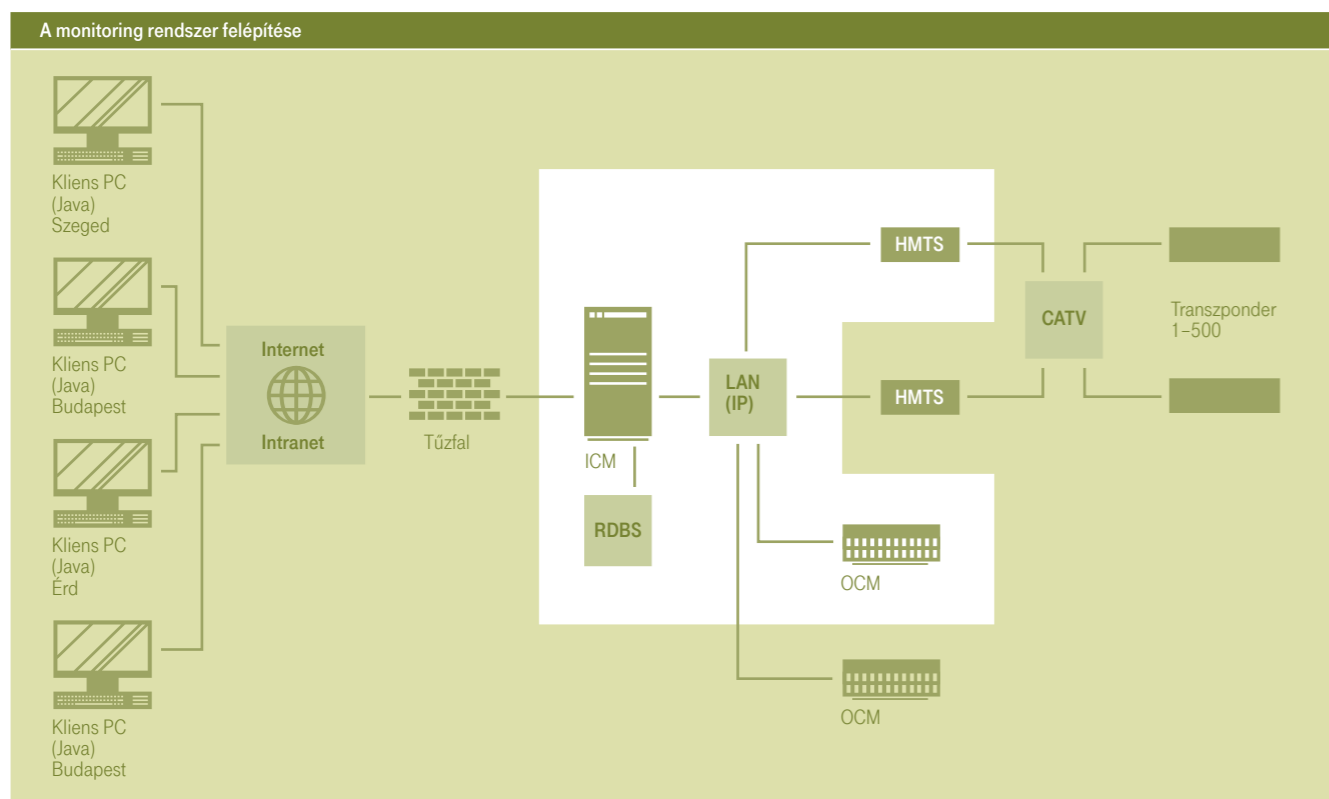 A monitoring rendszer felépítése
Kliens PC
(Java)
Szeged
Kliens PC
(Java)
Budapest
Kliens PC
(Java)
Érd
Kliens PC
(Java)
Budapest
Internet
Intranet
Tűzfal
ICM
RDBS
LAN
(IP)
HMTS
HMTS
OCM
OCM
CATV
Transzponder
1–500